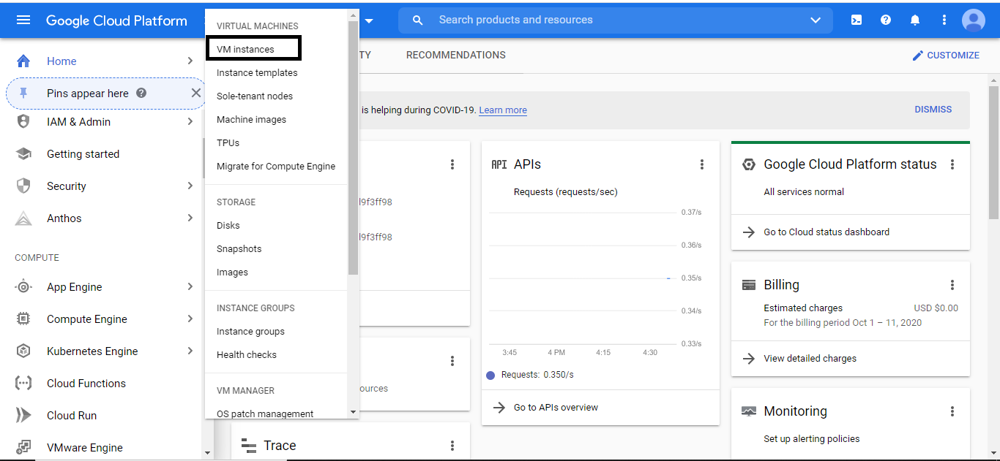 Google Cloud Platform
Search products and resources
Home
Pins appear here
IAM & Admin
Getting started
Security
Anthos
COMPUTE
App Engine
Compute Engine
Kubernetes Engine
Cloud Functions
Cloud Run
VMware Engine
VIRTUAL MACHINES
VM instances
Instance templates
Sole-tenant nodes
Machine images
TPUs
Migrate for Compute Engine
STORAGE
Disks
Snapshots
Images
INSTANCE GROUPS
Instance groups
Health checks
VM MANAGER
OS patch management
TY
RECOMMENDATIONS
CUSTOMIZE
is helping during COVID-19. Learn more
DISMISS
9f3ff98
9f3ff98
ources
Trace
API APIs
Requests (requests/sec)
0.37/s
0.36/s
0.35/s
0.34/s
0.33/s
3:45 4 PM 4:15 4:30
Requests: 0.350/s
Go to APIs overview
Google Cloud Platform status
All services normal
Go to Cloud status dashboard
Billing
Estimated charges USD $0.00
For the billing period Oct 1 – 11, 2020
View detailed charges
Monitoring
Set up alerting policies